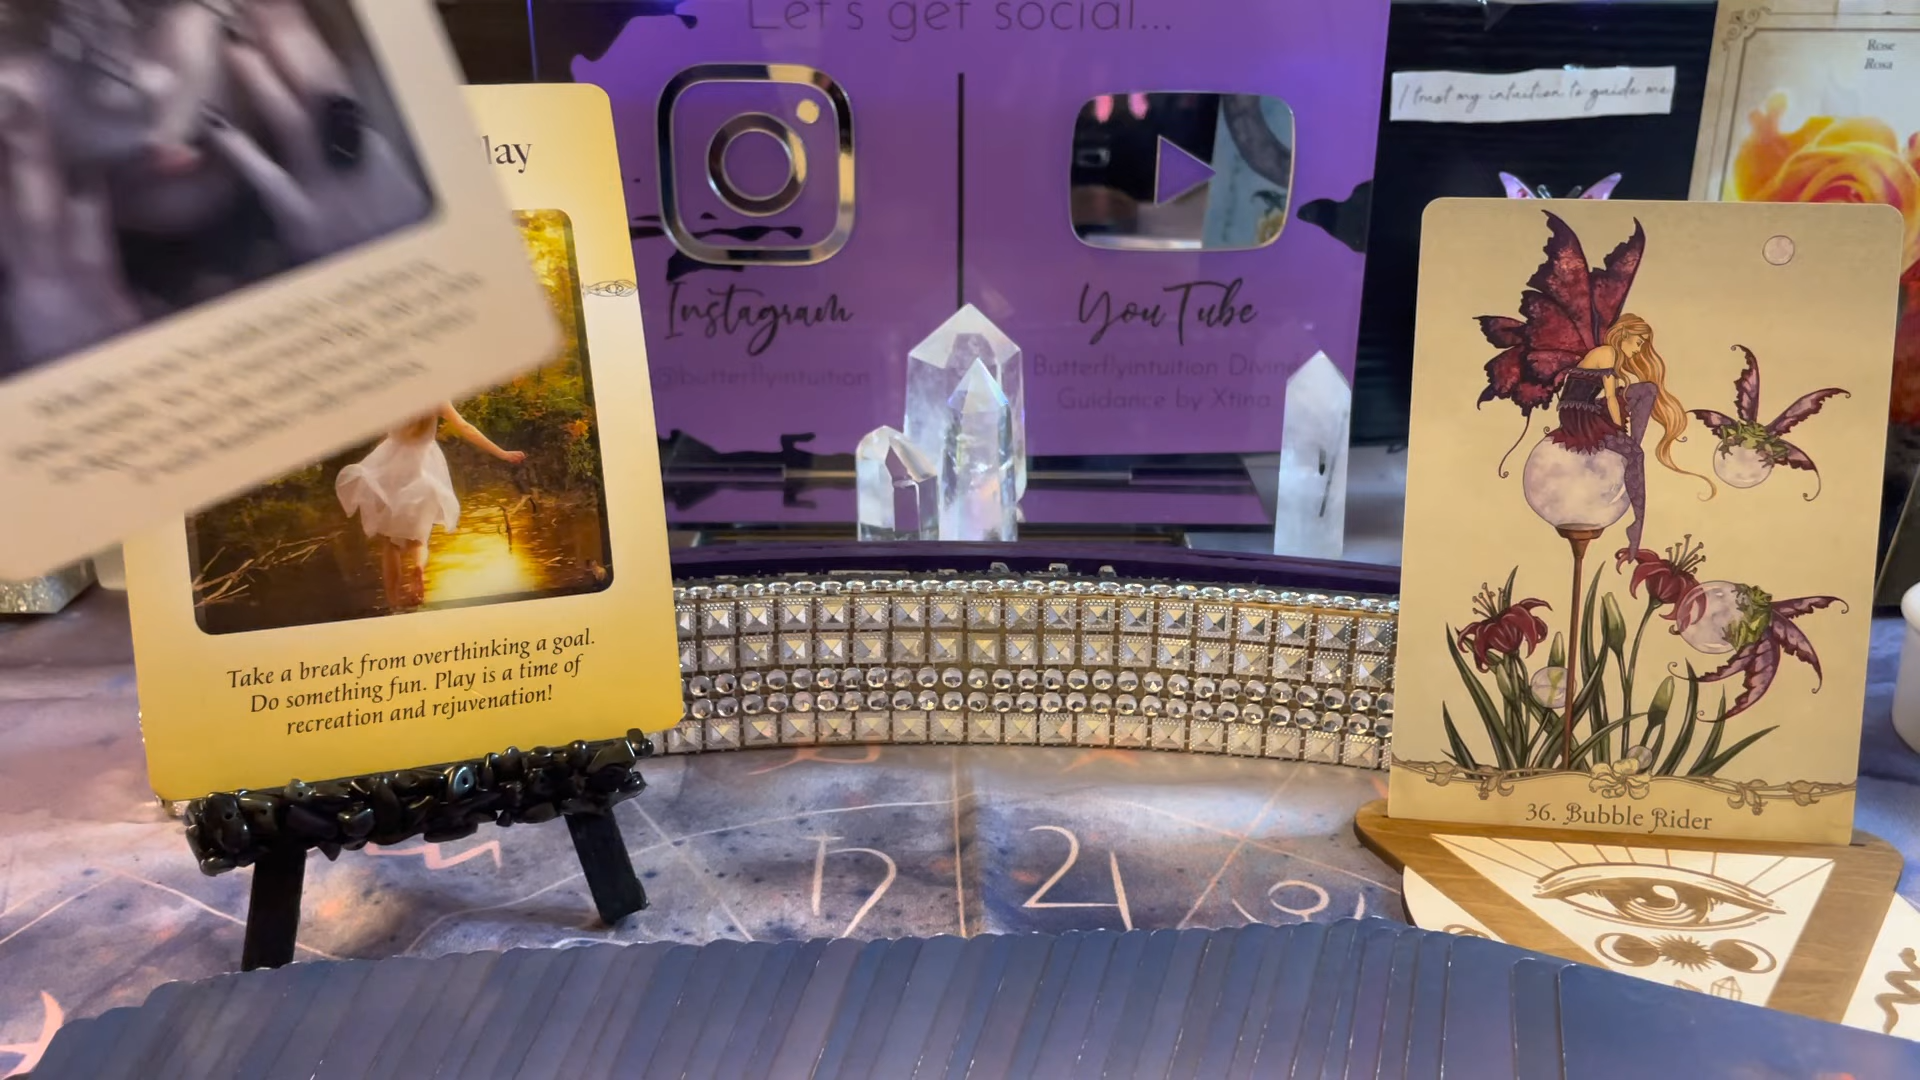 Let's get social...
Instagram
@butterflyintuition
YouTube
Butterflyintuition Divine
Guidance by Xtina
I trust my intuition to guide me
Rose
Rosa
lay
Take a break from overthinking a goal.
Do something fun. Play is a time of
recreation and rejuvenation!
36. Bubble Rider